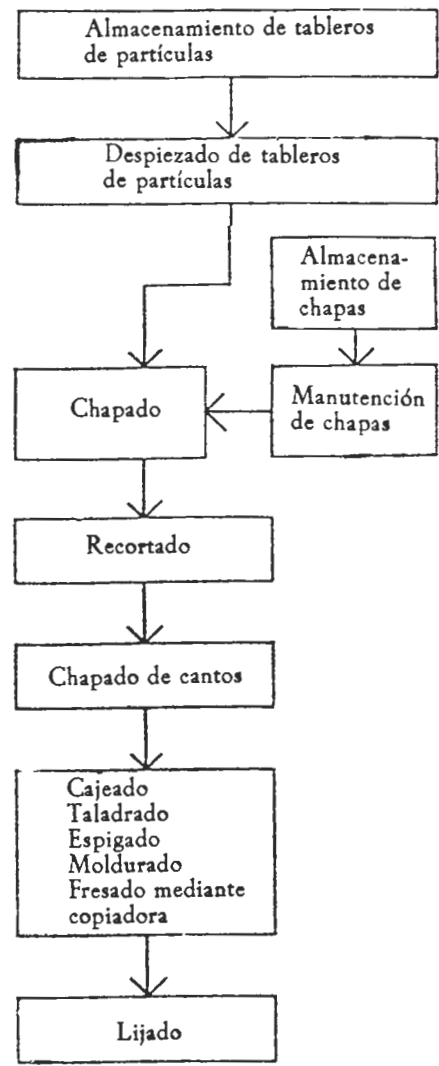 Almacenamiento de tableros
de partículas
Despiezado de tableros
de partículas
Almacena-
miento de
chapas
Chapado
Manutención
de chapas
Recortado
Chapado de cantos
Cajeado
Taladrado
Espigado
Moldurado
Fresado mediante
copiadora
Lijado